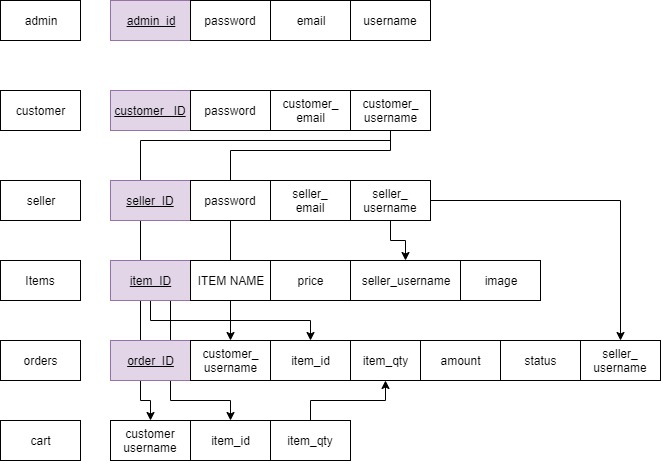 admin
admin_id
password
email
username
customer
customer_ID
password
customer_
email
customer_
username
seller
seller_ID
password
seller_
email
seller_
username
Items
item_ID
ITEM NAME
price
seller_username
image
orders
order_ID
customer_
username
item_id
item_qty
amount
status
seller_
username
cart
customer
username
item_id
item_qty